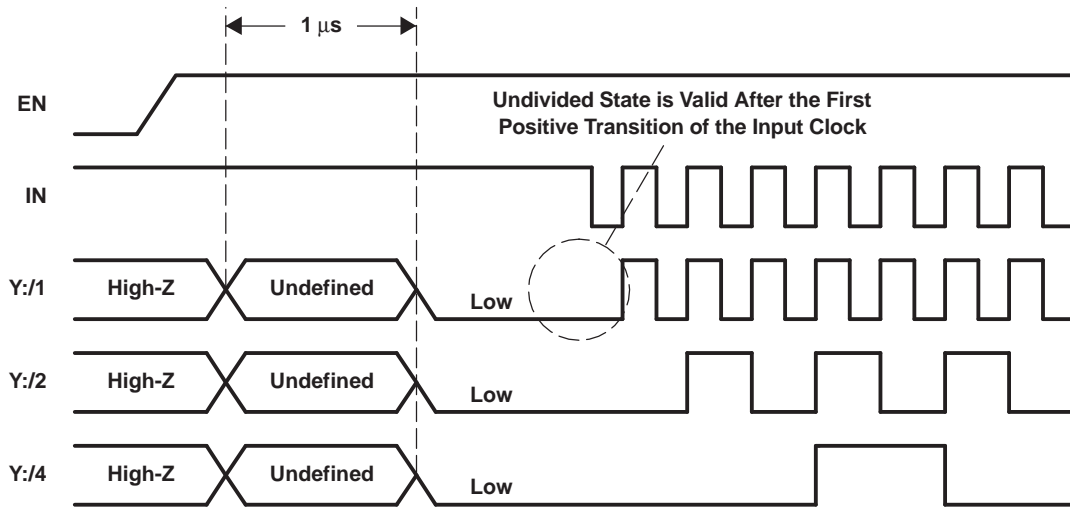 1 μs
EN
Undivided State is Valid After the First
Positive Transition of the Input Clock
IN
Y:/1 High-Z Undefined Low
Y:/2 High-Z Undefined Low
Y:/4 High-Z Undefined Low